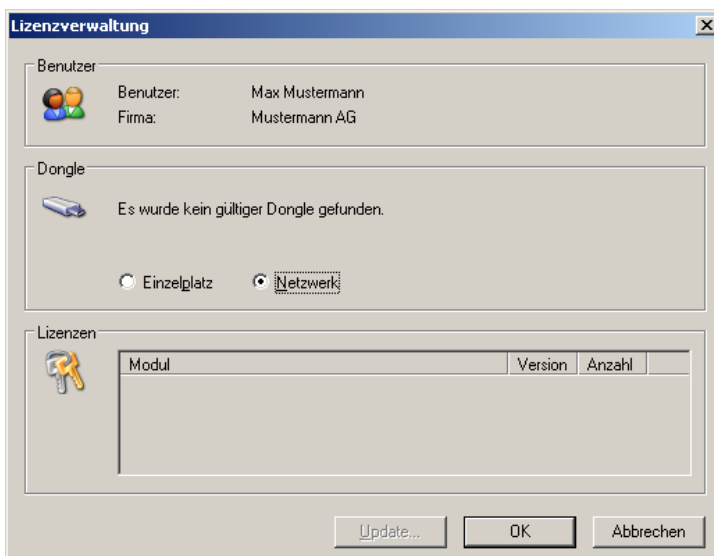 Lizenzverwaltung
Benutzer
Benutzer: Max Mustermann
Firma: Mustermann AG
Dongle
Es wurde kein gültiger Dongle gefunden.
Einzelplatz Netzwerk
Lizenzen
Modul Version Anzahl
Update... OK Abbrechen